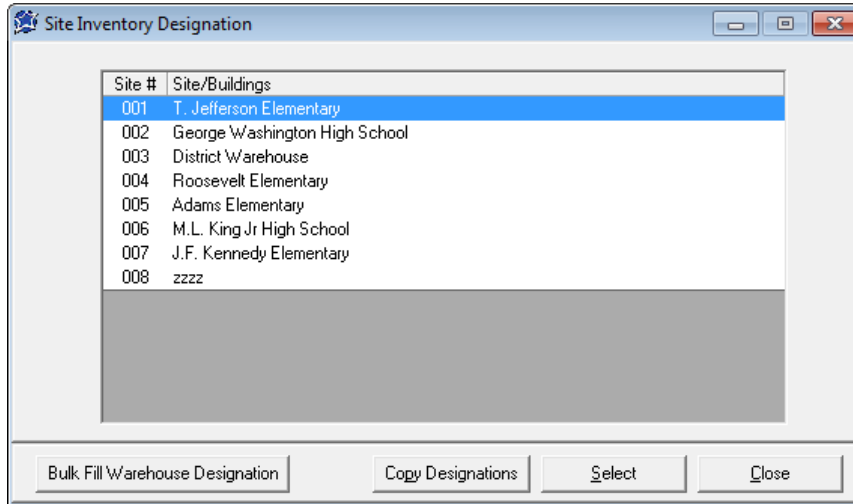 Site Inventory Designation
Site # Site/Buildings
001 T. Jefferson Elementary
002 George Washington High School
003 District Warehouse
004 Roosevelt Elementary
005 Adams Elementary
006 M.L. King Jr High School
007 J.F. Kennedy Elementary
008 zzzz
Bulk Fill Warehouse Designation Copy Designations Select Close